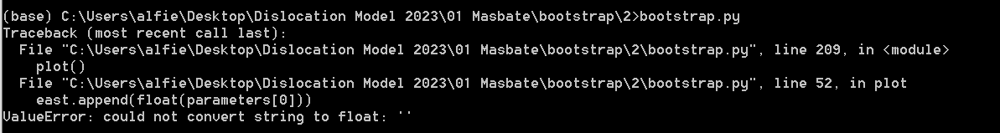 (base) C:\Users\alfie\Desktop\Dislocation Model 2023\01 Masbate\bootstrap\2>bootstrap.py
Traceback (most recent call last):
  File "C:\Users\alfie\Desktop\Dislocation Model 2023\01 Masbate\bootstrap\2\bootstrap.py", line 209, in <module>
    plot()
  File "C:\Users\alfie\Desktop\Dislocation Model 2023\01 Masbate\bootstrap\2\bootstrap.py", line 52, in plot
    east.append(float(parameters[0]))
ValueError: could not convert string to float: ''